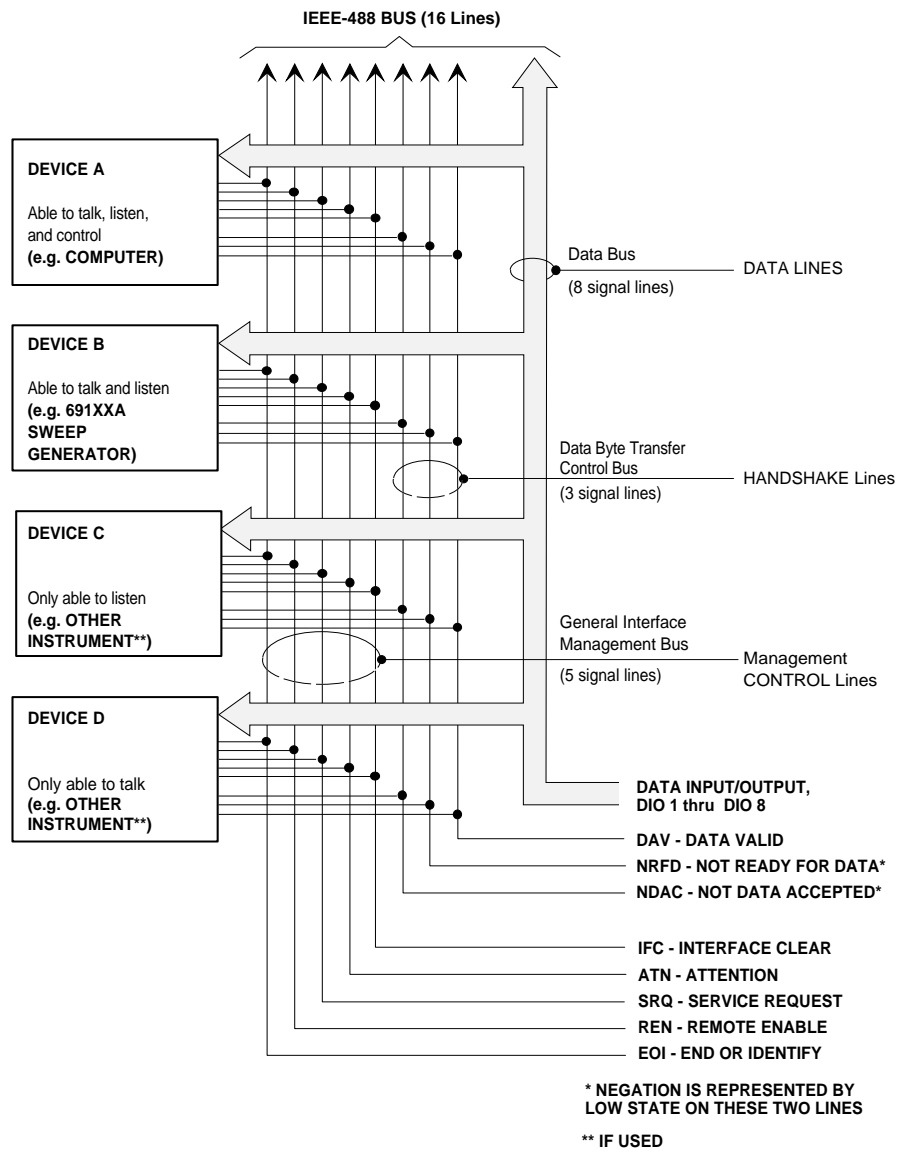 IEEE-488 BUS (16 Lines)
DEVICE A
Able to talk, listen,
and control
(e.g. COMPUTER)
Data Bus
(8 signal lines)
DATA LINES
DEVICE B
Able to talk and listen
(e.g. 691XXA
SWEEP
GENERATOR)
Data Byte Transfer
Control Bus
(3 signal lines)
HANDSHAKE Lines
DEVICE C
Only able to listen
(e.g. OTHER
INSTRUMENT**)
General Interface
Management Bus
(5 signal lines)
Management
CONTROL Lines
DEVICE D
Only able to talk
(e.g. OTHER
INSTRUMENT**)
DATA INPUT/OUTPUT,
DIO 1 thru DIO 8
DAV - DATA VALID
NRFD - NOT READY FOR DATA*
NDAC - NOT DATA ACCEPTED*
IFC - INTERFACE CLEAR
ATN - ATTENTION
SRQ - SERVICE REQUEST
REN - REMOTE ENABLE
EOI - END OR IDENTIFY
* NEGATION IS REPRESENTED BY
LOW STATE ON THESE TWO LINES
** IF USED